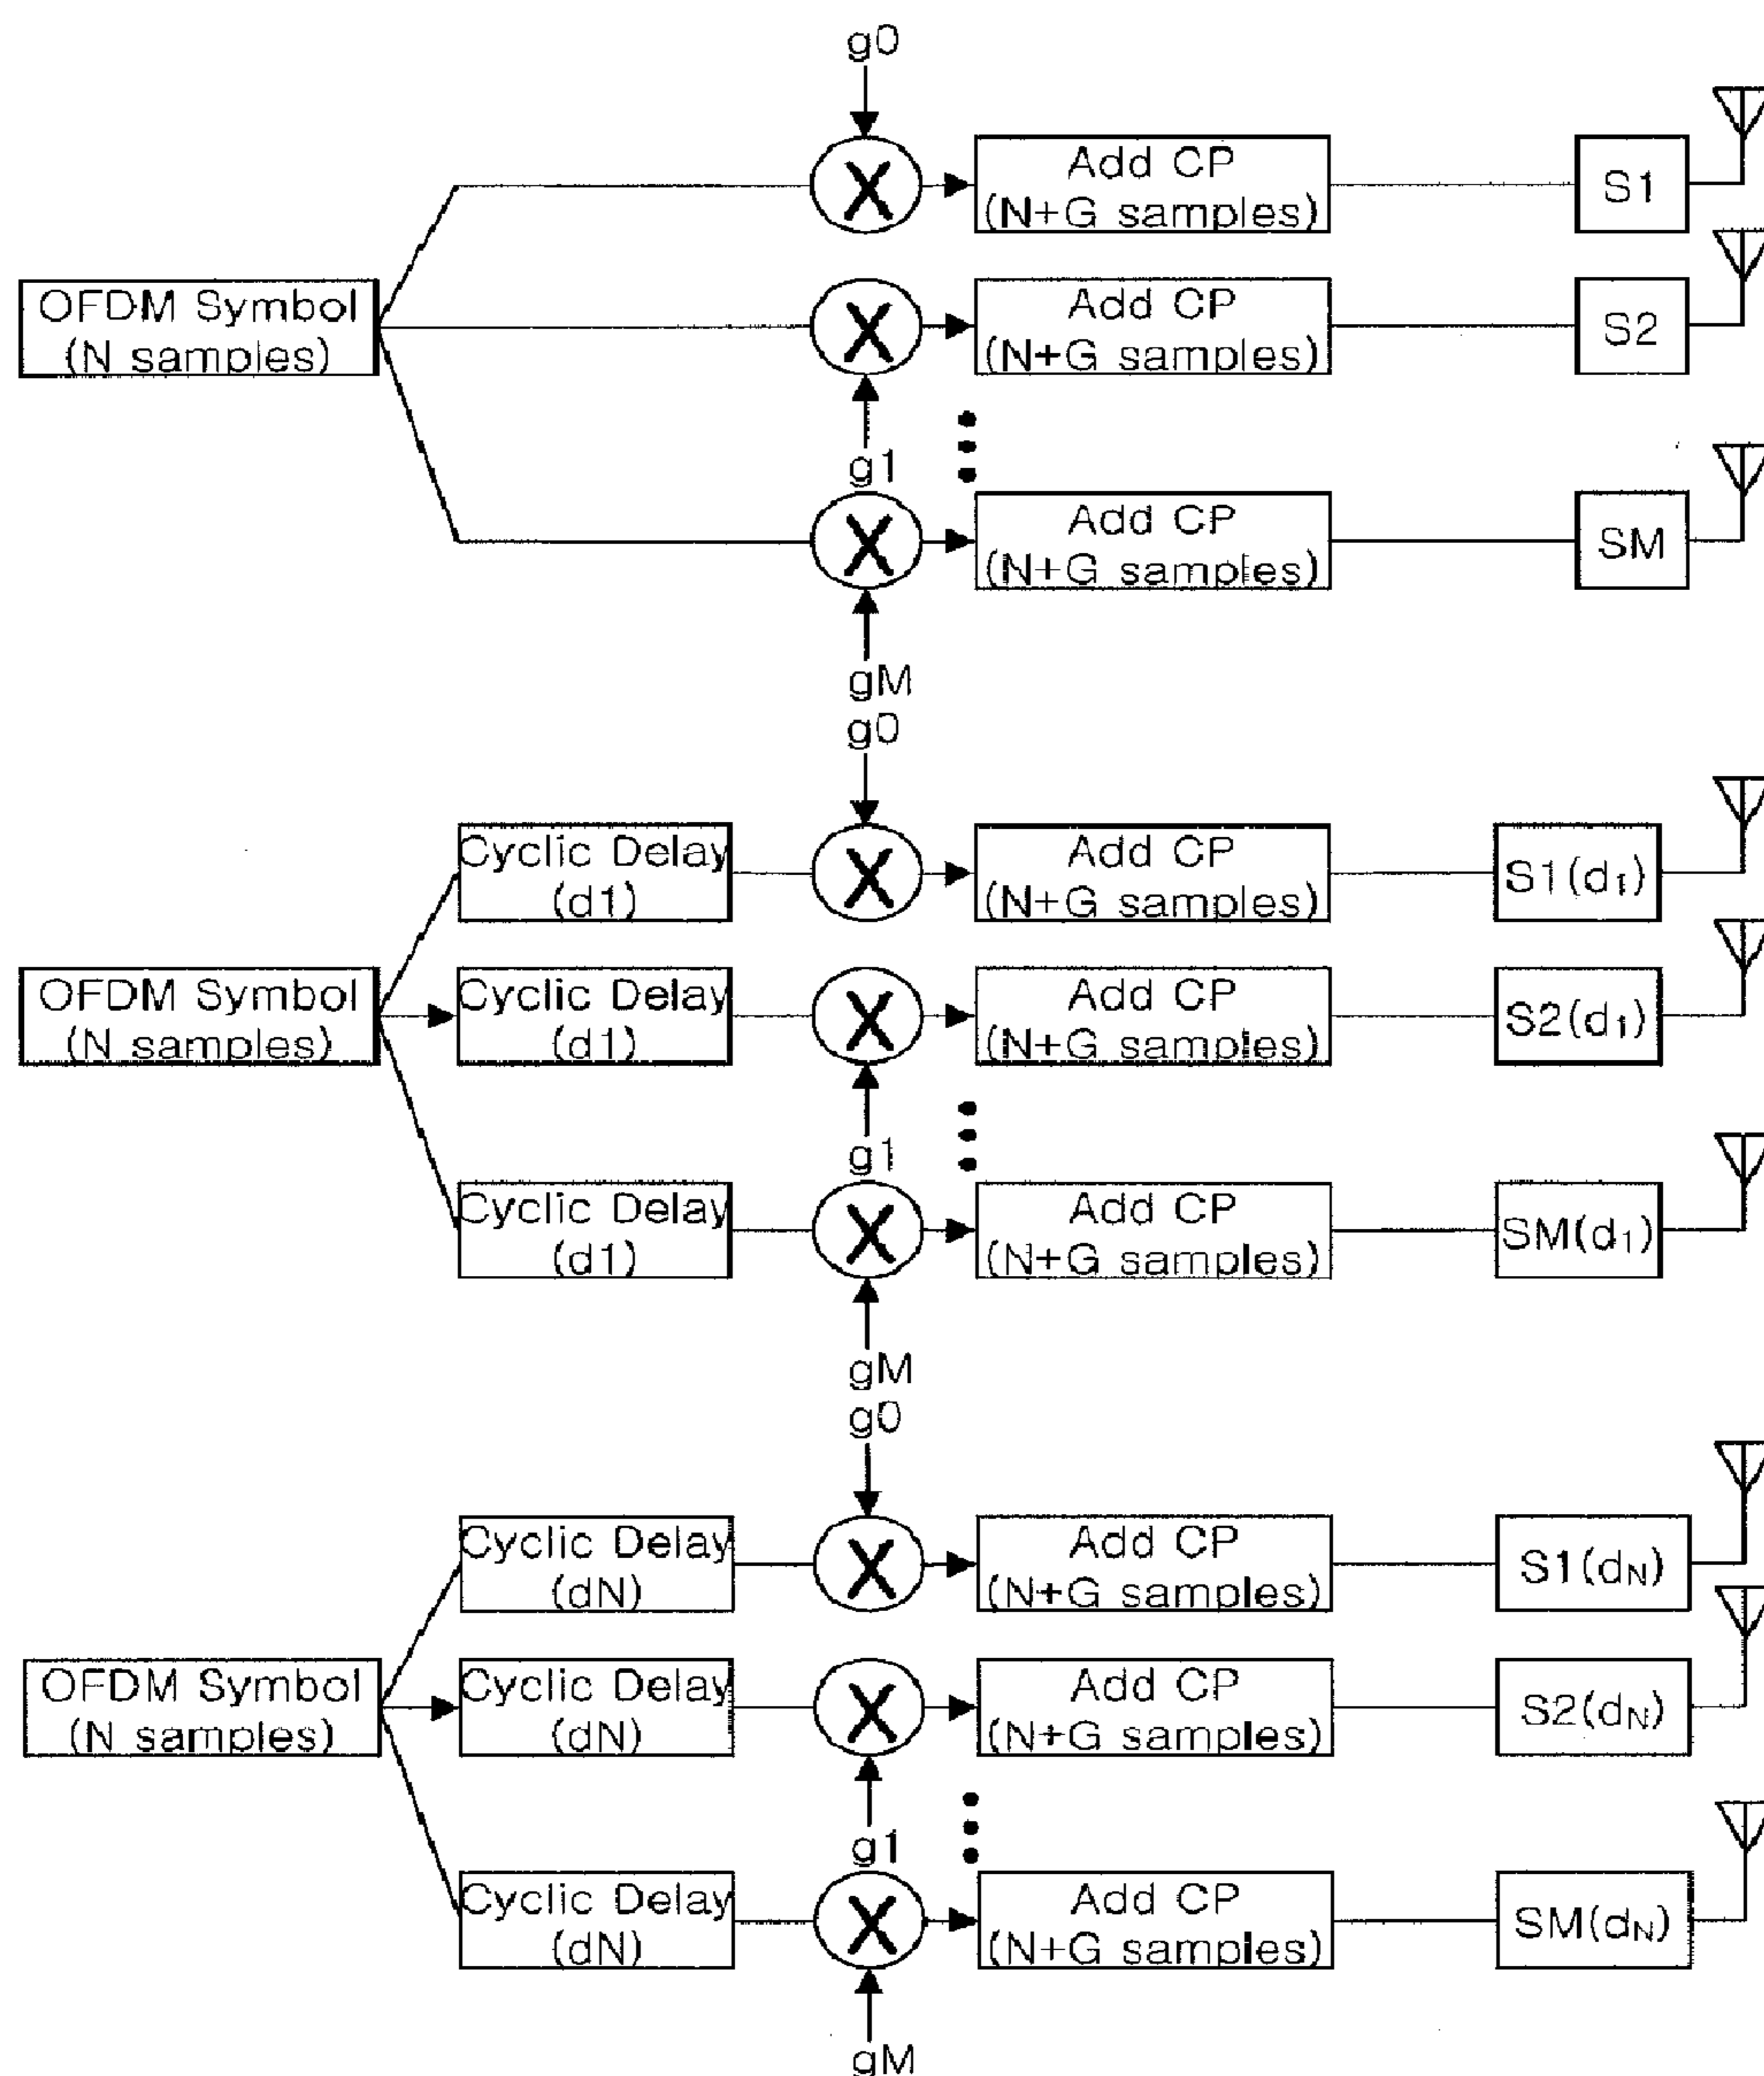 g0
Add CP
(N+G samples)
S1
OFDM Symbol
(N samples)
X
X
Add CP
(N+G samples)
S2
g1
X
Add CP
(N+G samples)
SM
gM
g0
Cyclic Delay
(d1)
X
Add CP
(N+G samples)
S1(d1)
OFDM Symbol
(N samples)
Cyclic Delay
(d1)
X
Add CP
(N+G samples)
S2(d1)
g1
Cyclic Delay
(d1)
X
Add CP
(N+G samples)
SM(d1)
gM
g0
Cyclic Delay
(dN)
X
Add CP
(N+G samples)
S1(dN)
OFDM Symbol
(N samples)
Cyclic Delay
(dN)
X
Add CP
(N+G samples)
S2(dN)
g1
Cyclic Delay
(dN)
X
Add CP
(N+G samples)
SM(dN)
gM